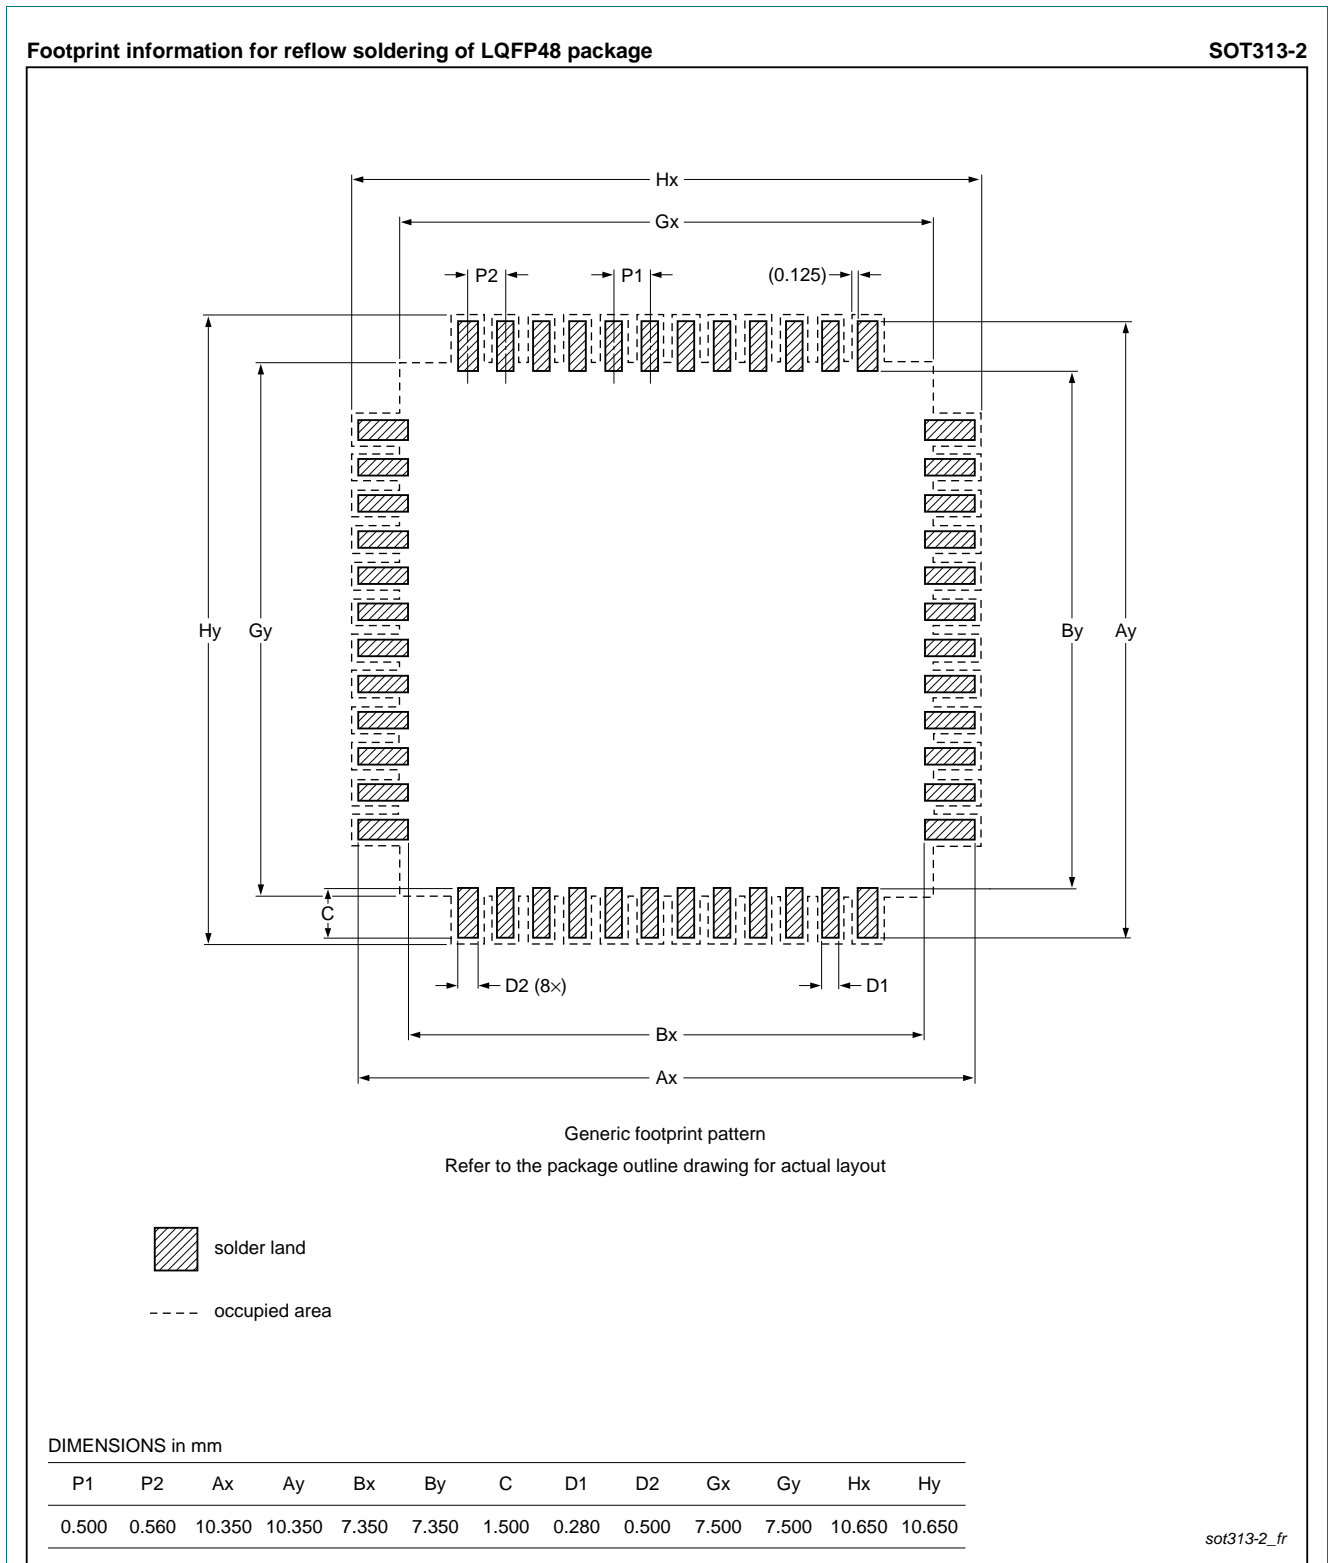 Footprint information for reflow soldering of LQFP48 package SOT313-2
Hx
Gx
P2 P1 (0.125)
Hy Gy By Ay
C
D2 (8×) D1
Bx
Ax
Generic footprint pattern
Refer to the package outline drawing for actual layout
solder land
occupied area
DIMENSIONS in mm
P1 P2 Ax Ay Bx By C D1 D2 Gx Gy Hx Hy
0.500 0.560 10.350 10.350 7.350 7.350 1.500 0.280 0.500 7.500 7.500 10.650 10.650
sot313-2_fr